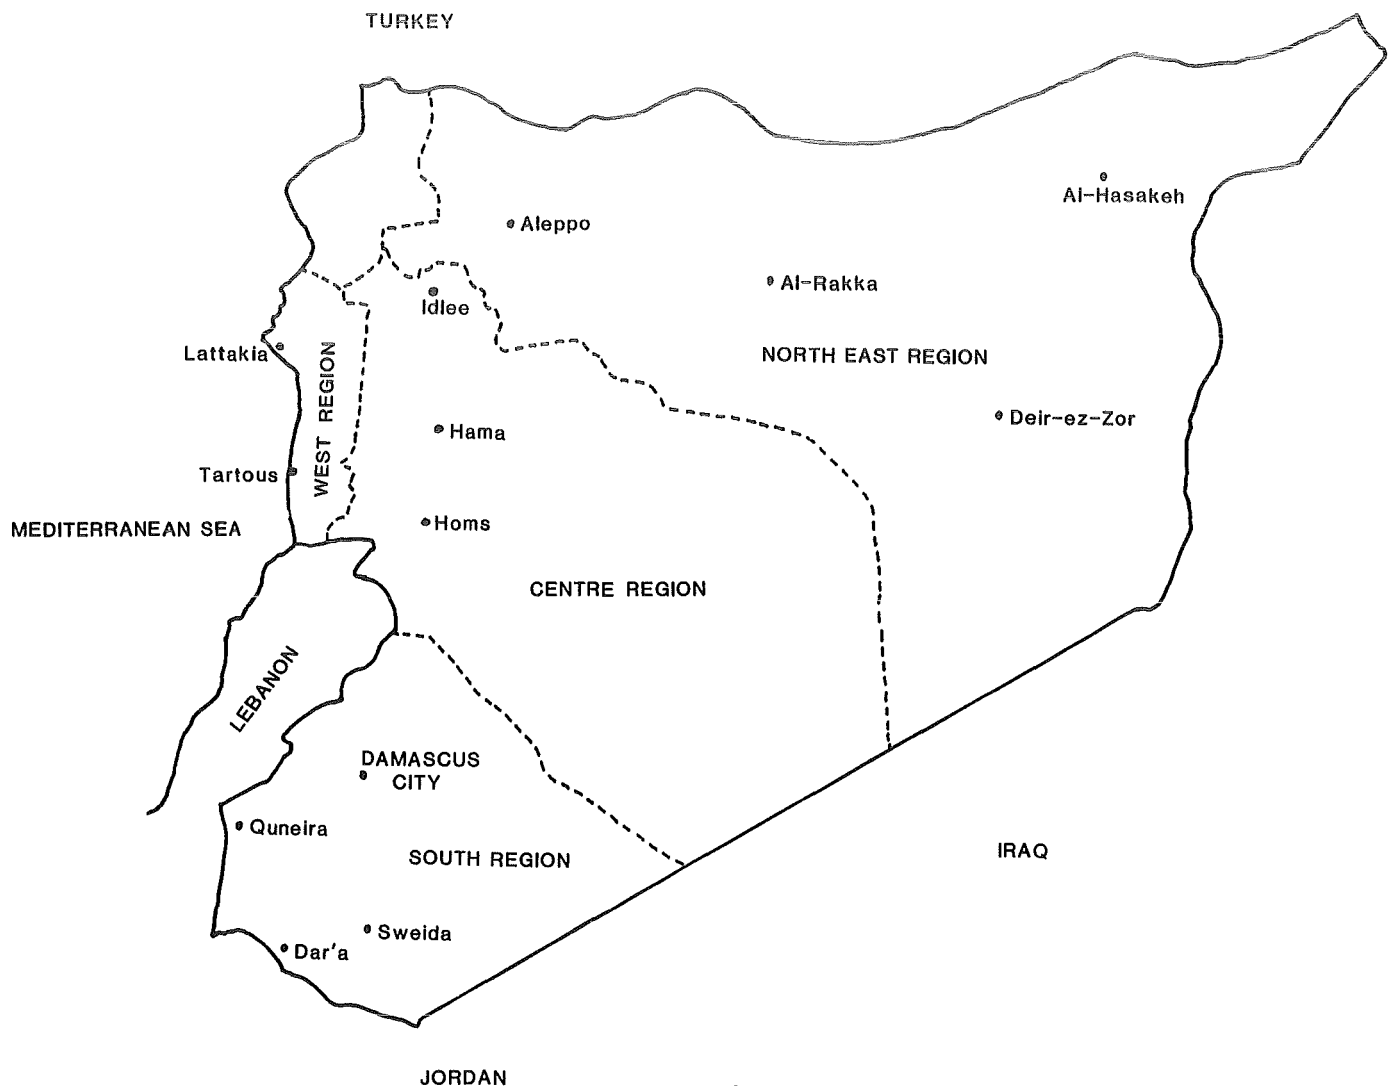 TURKEY
Al-Hasakeh
Aleppo
Al-Rakka
Idlee
Lattakia
NORTH EAST REGION
WEST REGION
Deir-ez-Zor
Hama
Tartous
Homs
MEDITERRANEAN SEA
CENTRE REGION
LEBANON
DAMASCUS
CITY
Quneira
IRAQ
SOUTH REGION
Sweida
Dar'a
JORDAN